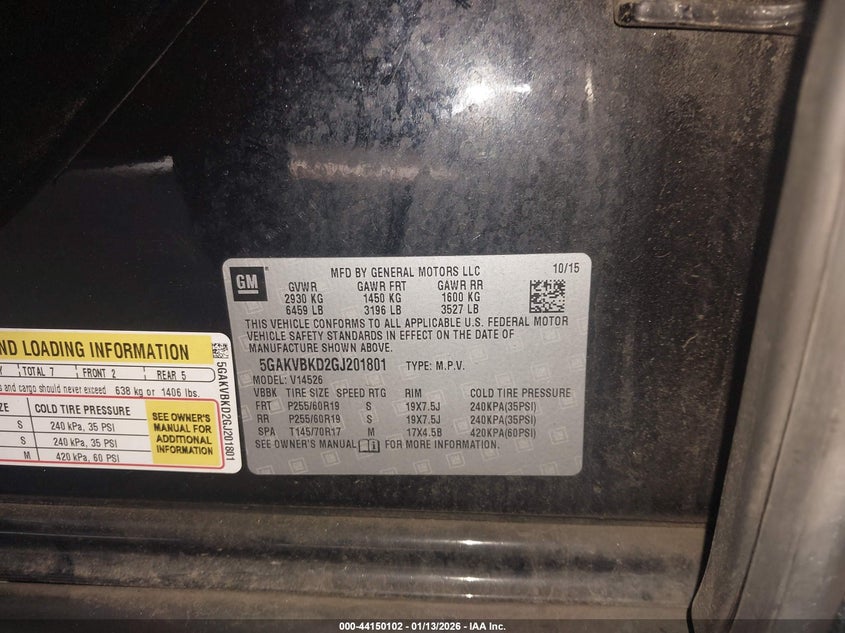 GM
MFD BY GENERAL MOTORS LLC 10/15
GVWR GAWR FRT GAWR RR
2930 KG 1450 KG 1600 KG
6459 LB 3196 LB 3527 LB
THIS VEHICLE CONFORMS TO ALL APPLICABLE U.S. FEDERAL MOTOR
VEHICLE SAFETY STANDARDS IN EFFECT ON THE DATE OF
MANUFACTURE SHOWN ABOVE.
5GAKVBKD2GJ201801 TYPE: M.P.V.
MODEL: V14526
VBBK TIRE SIZE SPEED RTG RIM COLD TIRE PRESSURE
FRT P255/60R19 S 19X7.5J 240KPA(35PSI)
RR P255/60R19 S 19X7.5J 240KPA(35PSI)
SPA T145/70R17 M 17X4.5B 420KPA(60PSI)
SEE OWNER'S MANUAL FOR MORE INFORMATION.
ND LOADING INFORMATION
TOTAL 7 FRONT 2 REAR 5
and cargo should never exceed 638 kg or 1406 lbs.
ZE COLD TIRE PRESSURE
S 240 kPa, 35 PSI
S 240 kPa, 35 PSI
M 420 kPa, 60 PSI
SEE OWNER'S
MANUAL FOR
ADDITIONAL
INFORMATION
5GAKVBKD2GJ201801
000-44150102 - 01/13/2026 - IAA Inc.